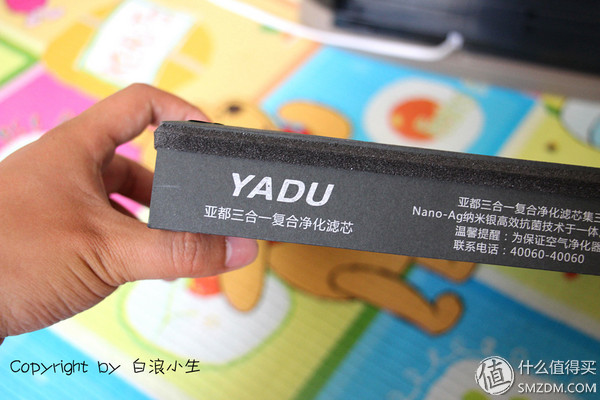 YADU
亚都三合一复合净化滤芯
亚都三合一复合净化滤芯集三
Nano-Ag纳米银高效抗菌技术于一体
温馨提醒：为保证空气净化器
联系电话：40060-40060
Copyright by 白浪小生
值 什么值得买
SMZDM.COM